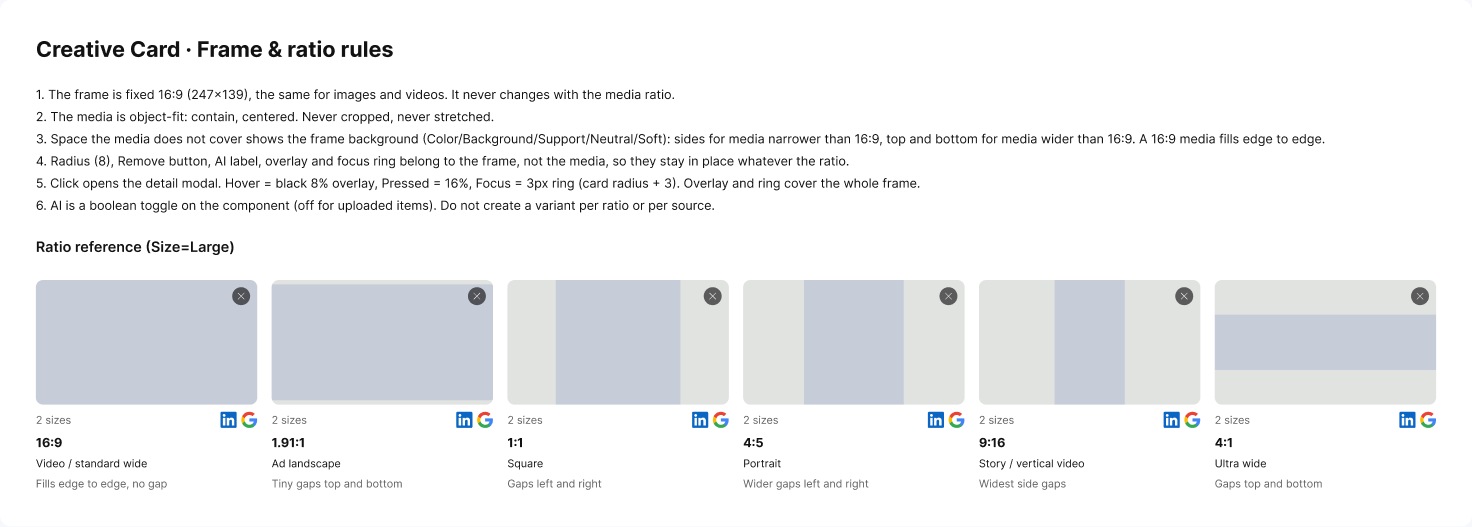 Creative Card · Frame & ratio rules
1. The frame is fixed 16:9 (247×139), the same for images and videos. It never changes with the media ratio.
2. The media is object-fit: contain, centered. Never cropped, never stretched.
3. Space the media does not cover shows the frame background (Color/Background/Support/Neutral/Soft): sides for media narrower than 16:9, top and bottom for media wider than 16:9. A 16:9 media fills edge to edge.
4. Radius (8), Remove button, AI label, overlay and focus ring belong to the frame, not the media, so they stay in place whatever the ratio.
5. Click opens the detail modal. Hover = black 8% overlay, Pressed = 16%, Focus = 3px ring (card radius + 3). Overlay and ring cover the whole frame.
6. AI is a boolean toggle on the component (off for uploaded items). Do not create a variant per ratio or per source.
Ratio reference (Size=Large)
2 sizes in G
16:9
Video / standard wide
Fills edge to edge, no gap
2 sizes in G
1.91:1
Ad landscape
Tiny gaps top and bottom
2 sizes in G
1:1
Square
Gaps left and right
2 sizes in G
4:5
Portrait
Wider gaps left and right
2 sizes in G
9:16
Story / vertical video
Widest side gaps
2 sizes in G
4:1
Ultra wide
Gaps top and bottom